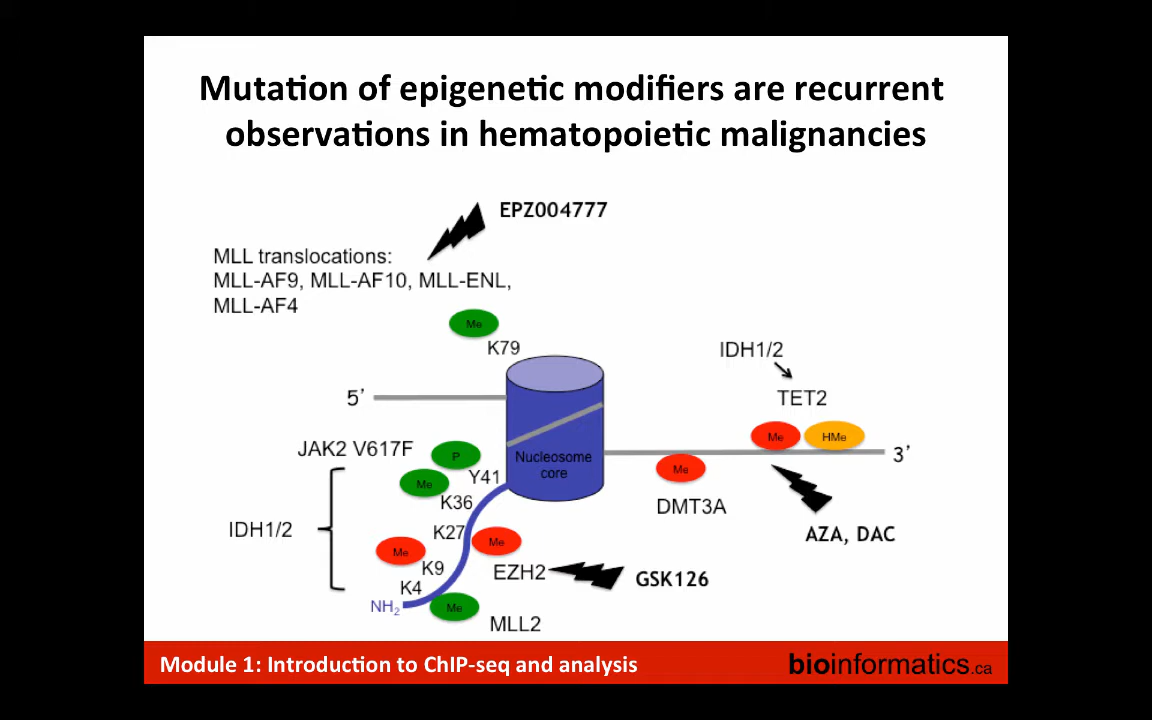 Mutation of epigenetic modifiers are recurrent
observations in hematopoietic malignancies
EPZ004777
MLL translocations:
MLL-AF9, MLL-AF10, MLL-ENL,
MLL-AF4
Me
K79
IDH1/2
TET2
5’
Me
HMe
3’
JAK2 V617F
P
Nucleosome
core
Me
Y41
Me
K36
DMT3A
IDH1/2
K27
Me
AZA, DAC
Me
K9
EZH2
GSK126
K4
NH2
Me
MLL2
Module 1: Introduction to ChIP-seq and analysis
bioinformatics.ca